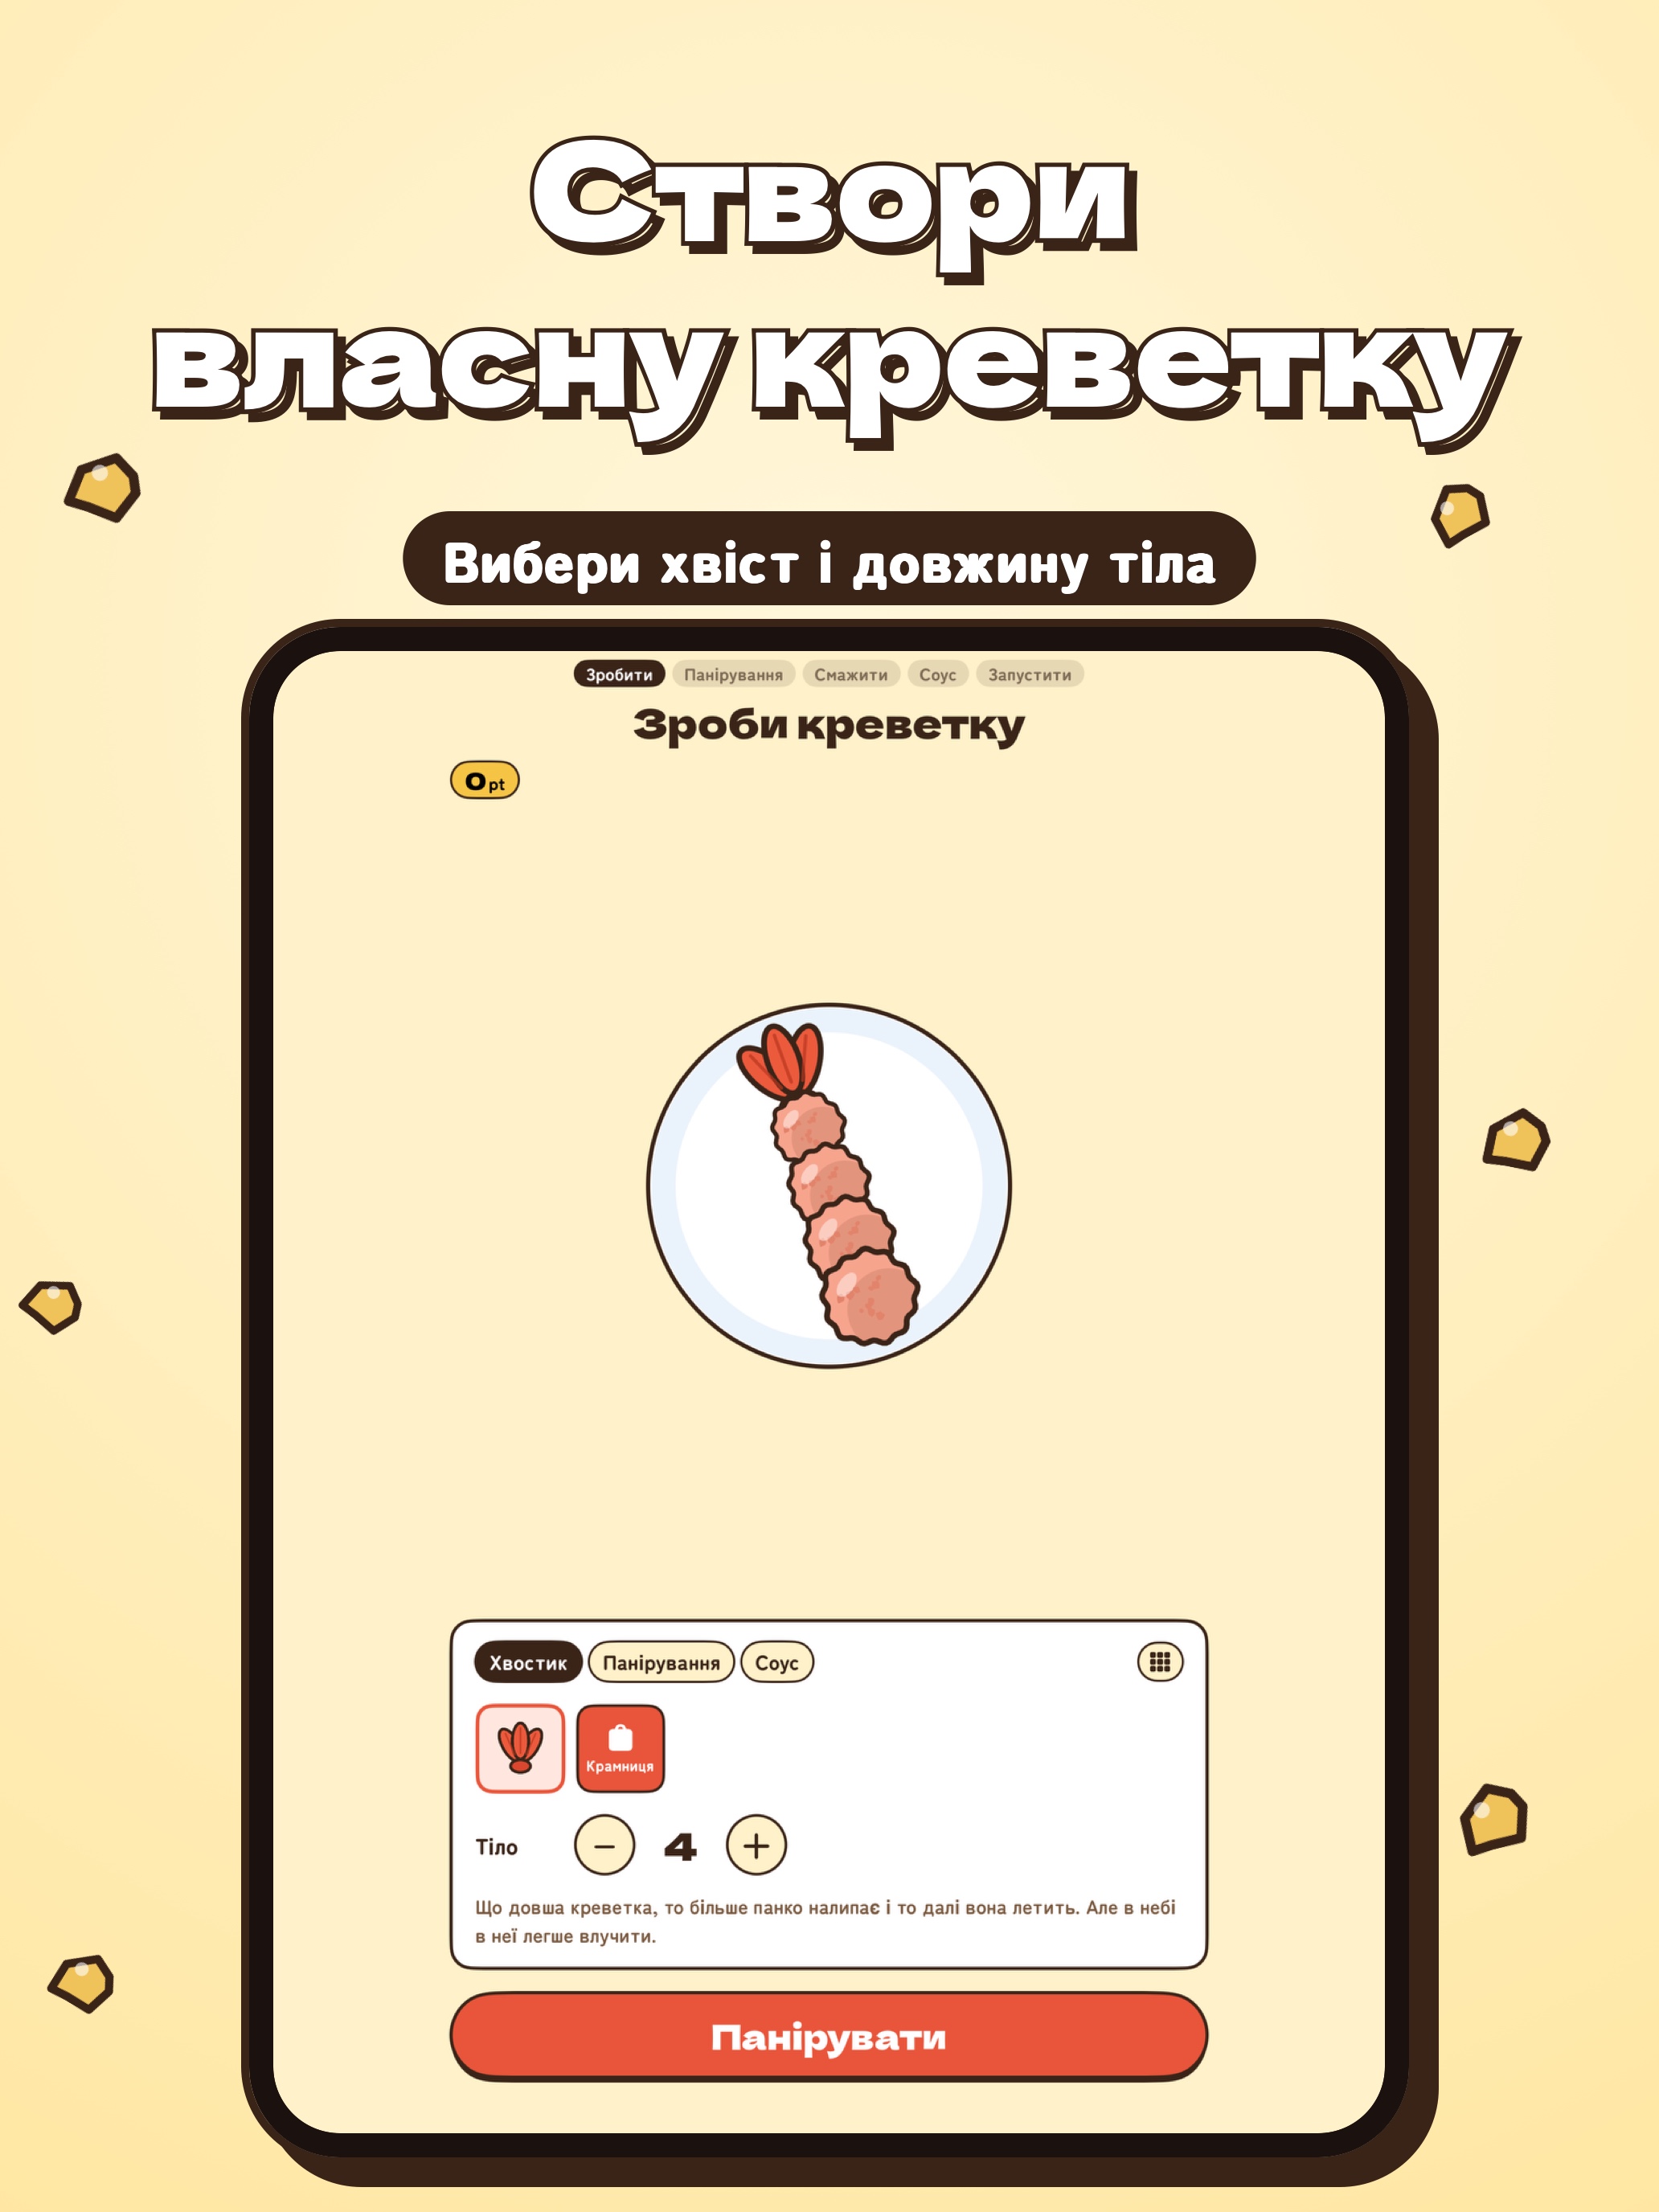 Створи
власну креветку
Вибери хвіст і довжину тіла
Зробити Панірування Смажити Соус Запустити
Зроби креветку
0pt
Хвостик Панірування Соус
Крамниця
Тіло − 4 +
Що довша креветка, то більше панко налипає і то далі вона летить. Але в небі
в неї легше влучити.
Панірувати